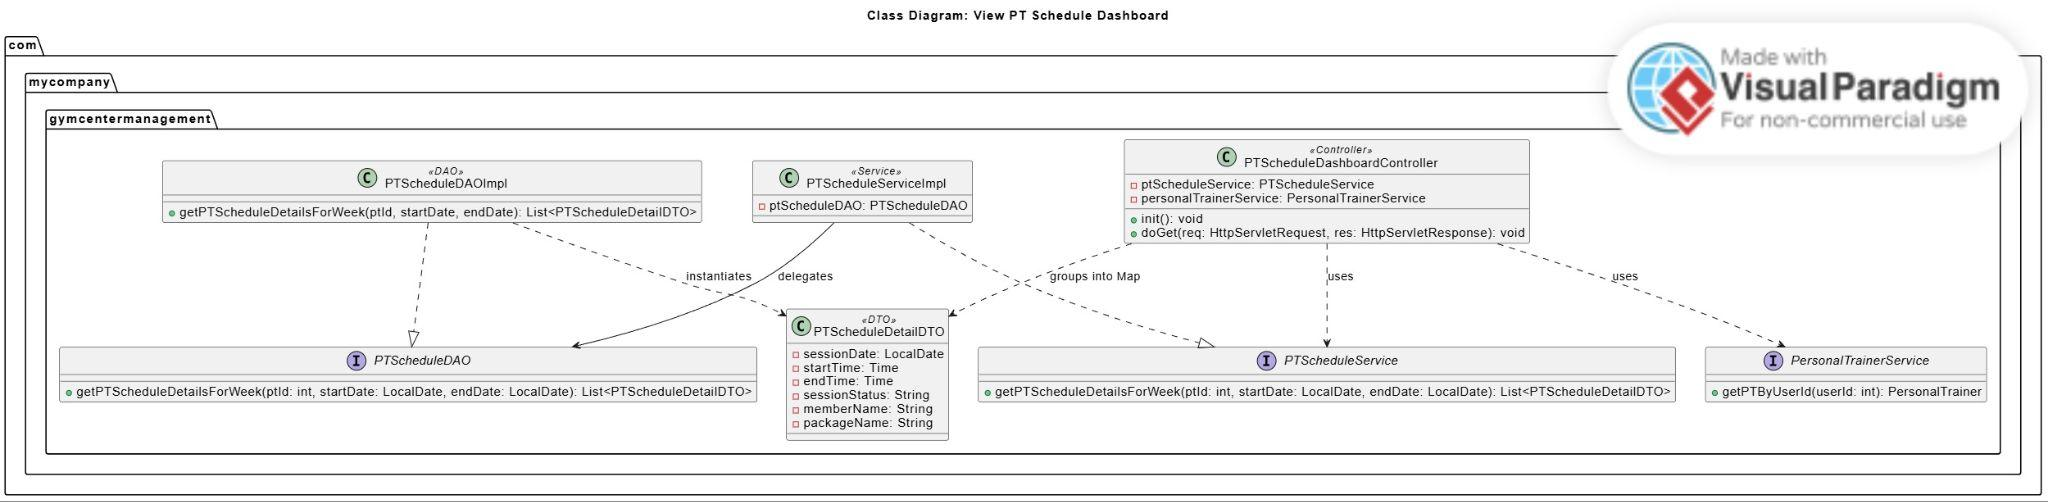 Class Diagram: View PT Schedule Dashboard
com
mycompany
gymcentermanagement
Made with
Visual Paradigm
For non-commercial use
«DAO»
C PTScheduleDAOImpl
getPTScheduleDetailsForWeek(ptId, startDate, endDate): List<PTScheduleDetailDTO>
«Service»
C PTScheduleServiceImpl
ptScheduleDAO: PTScheduleDAO
«Controller»
C PTScheduleDashboardController
ptScheduleService: PTScheduleService
personalTrainerService: PersonalTrainerService
init(): void
doGet(req: HttpServletRequest, res: HttpServletResponse): void
instantiates
delegates
groups into Map
uses
uses
I PTScheduleDAO
getPTScheduleDetailsForWeek(ptId: int, startDate: LocalDate, endDate: LocalDate): List<PTScheduleDetailDTO>
«DTO»
C PTScheduleDetailDTO
sessionDate: LocalDate
startTime: Time
endTime: Time
sessionStatus: String
memberName: String
packageName: String
I PTScheduleService
getPTScheduleDetailsForWeek(ptId: int, startDate: LocalDate, endDate: LocalDate): List<PTScheduleDetailDTO>
I PersonalTrainerService
getPTByUserId(userId: int): PersonalTrainer